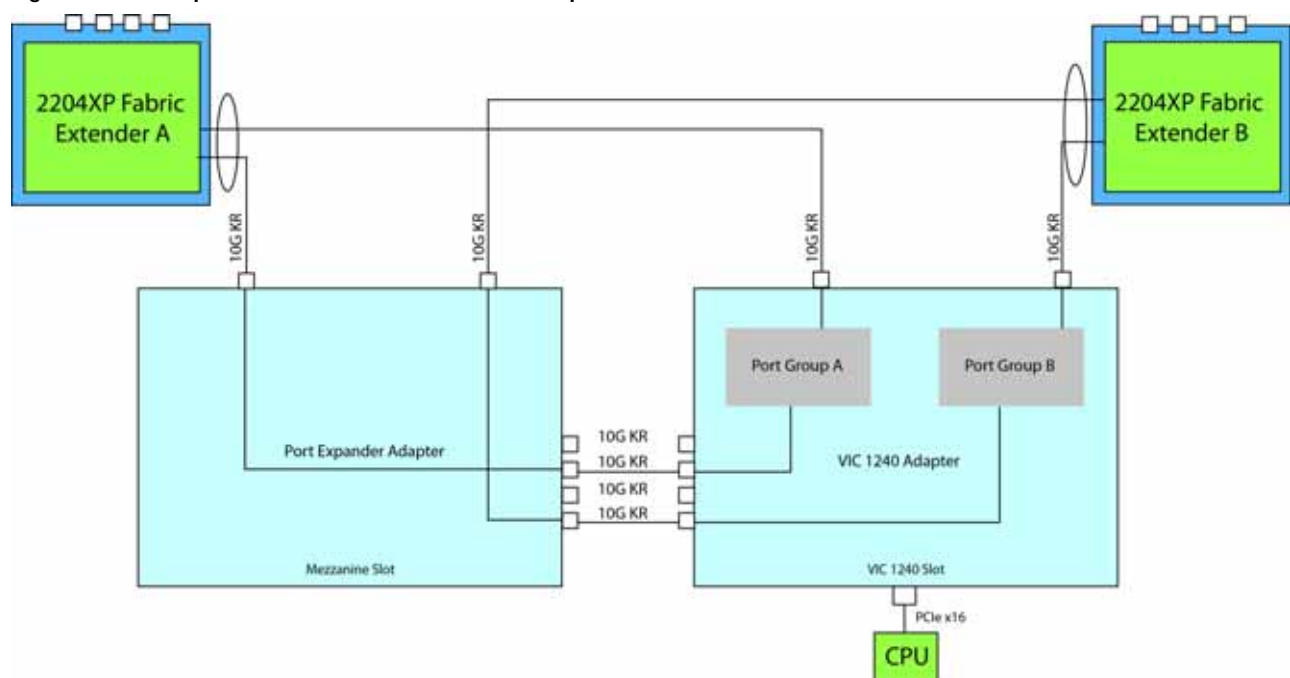 2204XP Fabric
Extender A
2204XP Fabric
Extender B
10G KR
10G KR
10G KR
10G KR
Port Group A
Port Group B
Port Expander Adapter
10G KR
10G KR
10G KR
10G KR
VIC 1240 Adapter
Mezzanine Slot
VIC 1240 Slot
PCIe x16
CPU